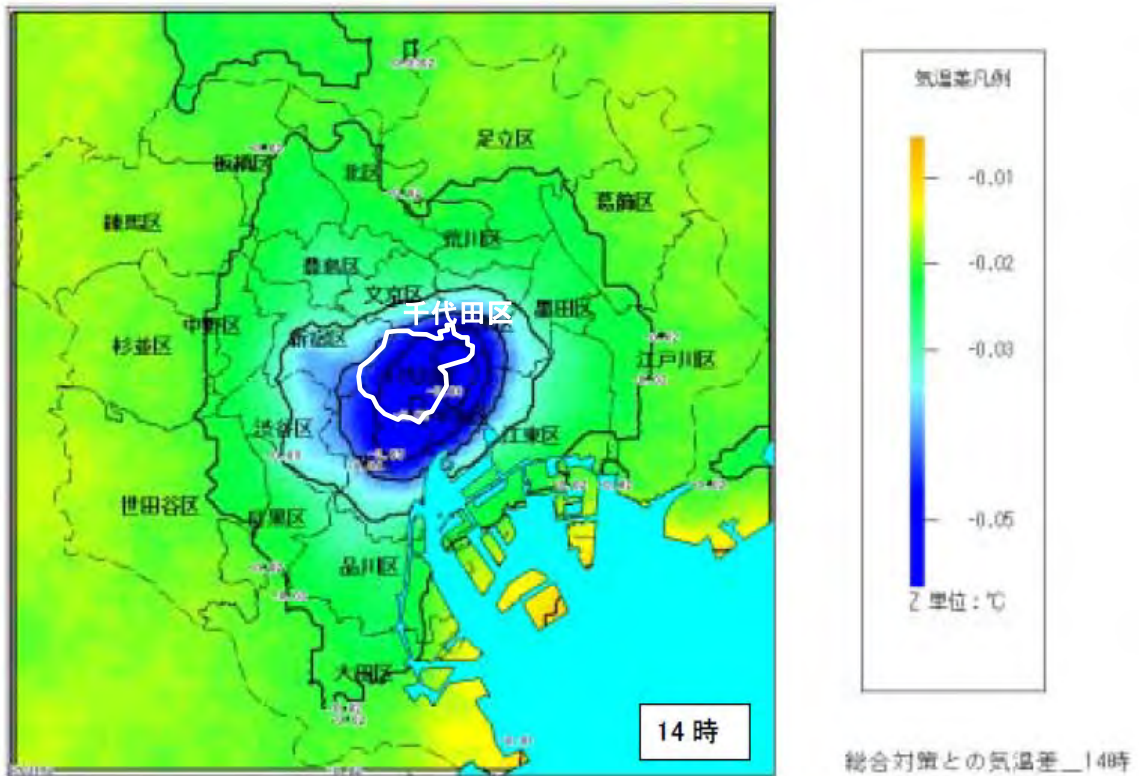 足立区
板橋区
北区
葛飾区
練馬区
荒川区
豊島区
文京区
千代田区
墨田区
中野区
新宿区
杉並区
江戸川区
渋谷区
江東区
世田谷区
目黒区
品川区
大田区
14時
気温差凡例
-0.01
-0.02
-0.03
-0.05
Z 単位：℃
総合対策との気温差__14時